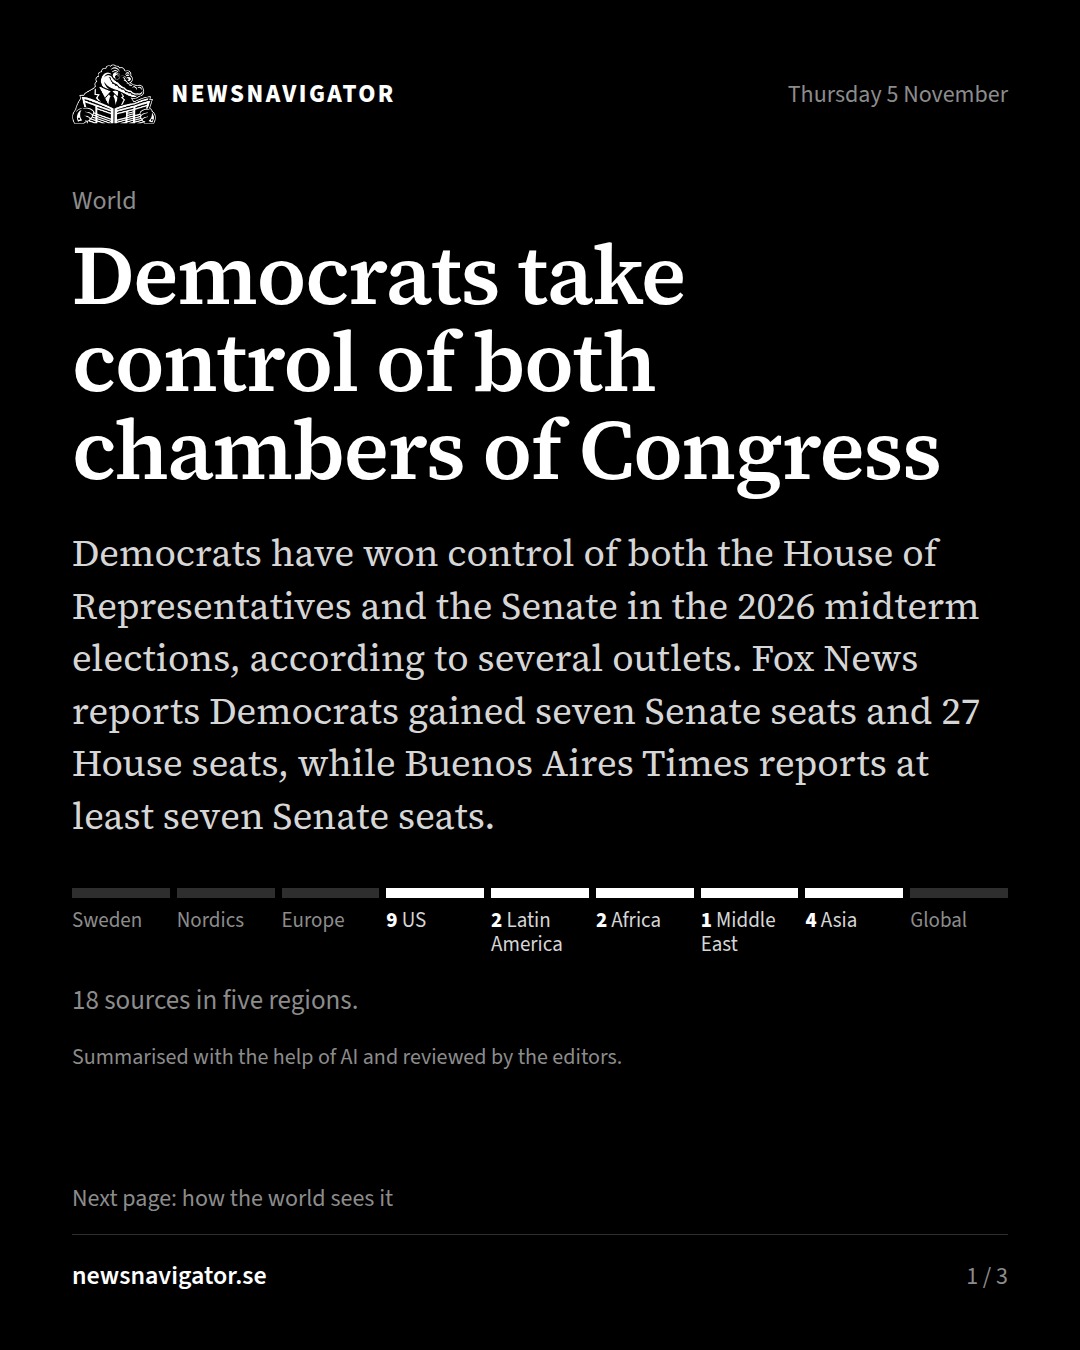 NEWSNAVIGATOR
Thursday 5 November
World
Democrats take
control of both
chambers of Congress
Democrats have won control of both the House of
Representatives and the Senate in the 2026 midterm
elections, according to several outlets. Fox News
reports Democrats gained seven Senate seats and 27
House seats, while Buenos Aires Times reports at
least seven Senate seats.
Sweden
Nordics
Europe
9 US
2 Latin
America
2 Africa
1 Middle
East
4 Asia
Global
18 sources in five regions.
Summarised with the help of AI and reviewed by the editors.
Next page: how the world sees it
newsnavigator.se
1 / 3